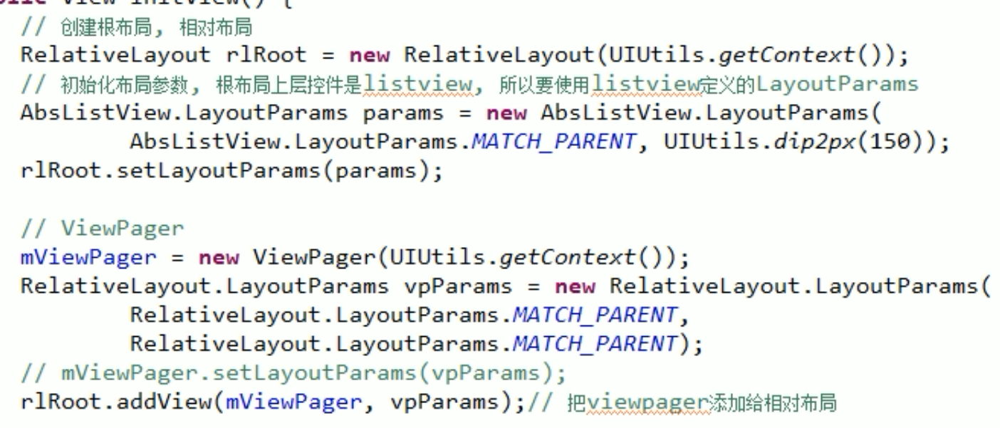 // 创建根布局, 相对布局
RelativeLayout rlRoot = new RelativeLayout(UIUtils.getContext());
// 初始化布局参数, 根布局上层控件是listview, 所以要使用listview定义的LayoutParams
AbsListView.LayoutParams params = new AbsListView.LayoutParams(
AbsListView.LayoutParams.MATCH_PARENT, UIUtils.dip2px(150));
rlRoot.setLayoutParams(params);
// ViewPager
mViewPager = new ViewPager(UIUtils.getContext());
RelativeLayout.LayoutParams vpParams = new RelativeLayout.LayoutParams(
RelativeLayout.LayoutParams.MATCH_PARENT,
RelativeLayout.LayoutParams.MATCH_PARENT);
// mViewPager.setLayoutParams(vpParams);
rlRoot.addView(mViewPager, vpParams);// 把viewpager添加给相对布局